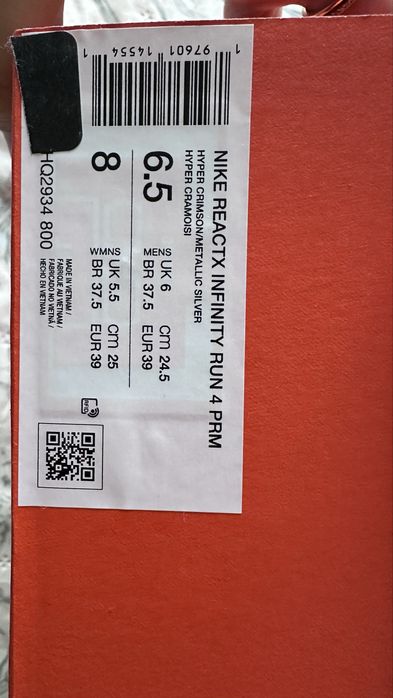 NIKE REACTX INFINITY RUN 4 PRM
HYPER CRIMSON/METALLIC SILVER
HYPER CRAMOISI
6.5
MENS
UK 6
cm 24.5
BR 37.5
EUR 39
8
WMNS
UK 5.5
cm 25
BR 37.5
EUR 39
HQ2934 800
MADE IN VIETNAM /
FABRIQUE AU VIETNAM /
FABRICADO NO VIETNÃ /
HECHO EN VIETNAM
RFID
1 97601 14554 1